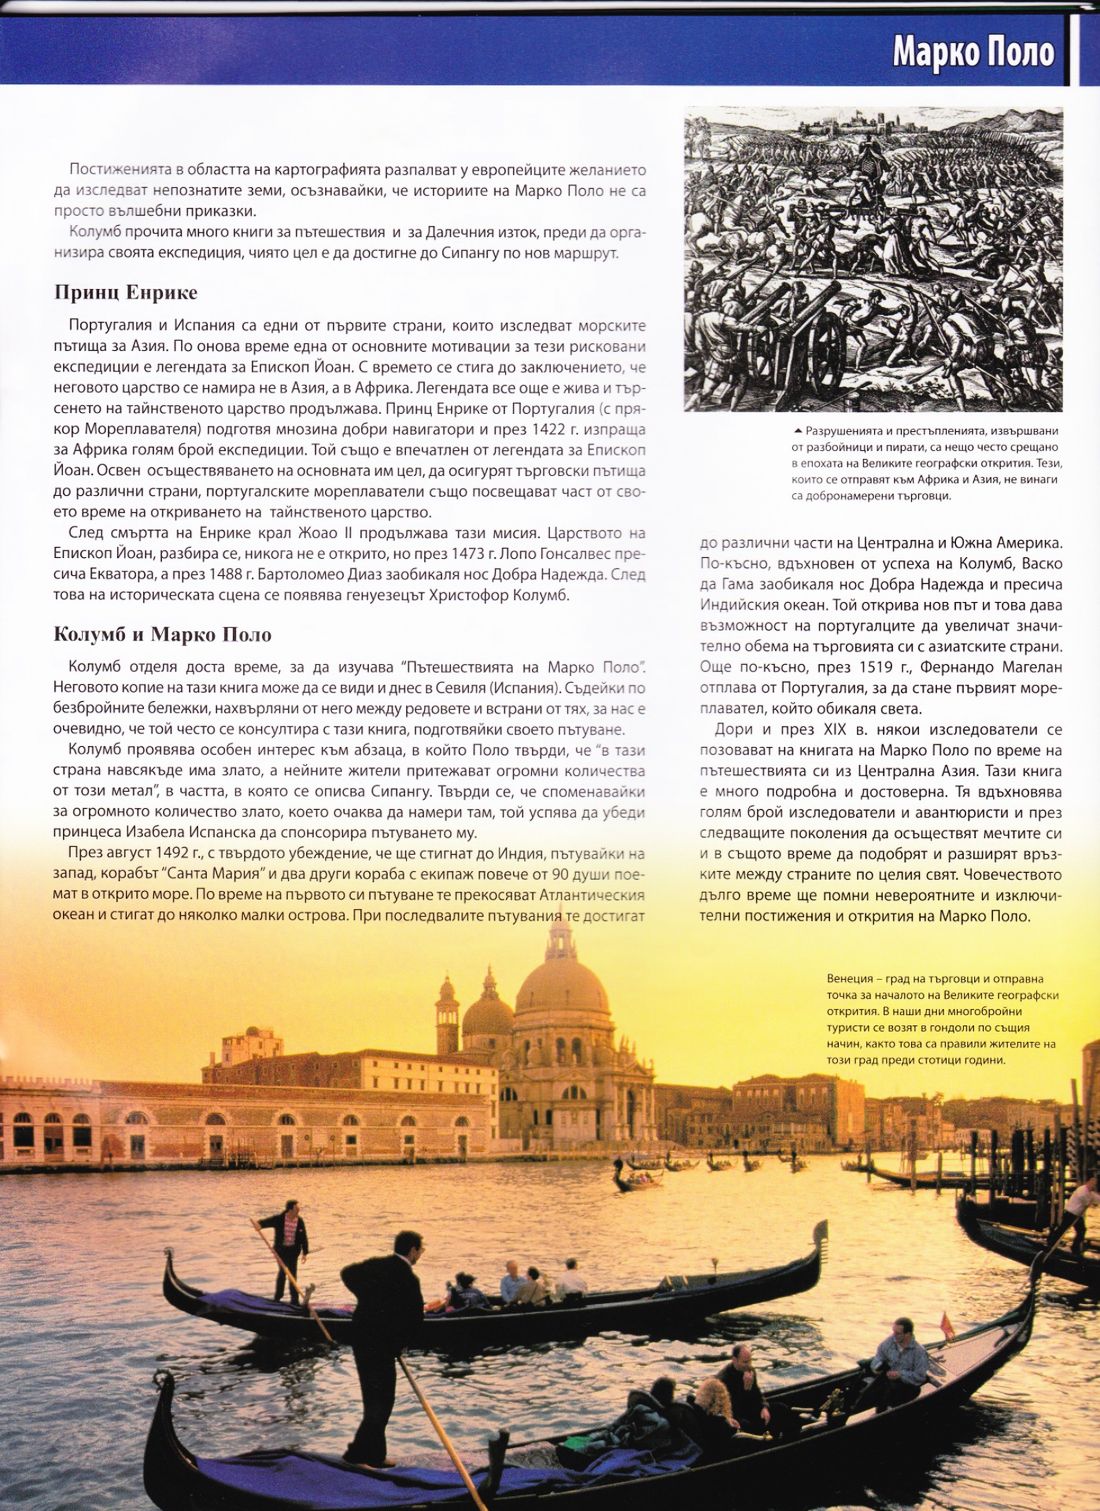 Марко Поло
Постиженията в областта на картографията разпалват у европейците желанието
да изследват непознатите земи, осъзнавайки, че историите на Марко Поло не са
просто вълшебни приказки.
Колумб прочита много книги за пътешествия и за Далечния изток, преди да орга-
низира своята експедиция, чиято цел е да достигне до Сипангу по нов маршрут.
Принц Енрике
Португалия и Испания са едни от първите страни, които изследват морските
пътища за Азия. По онова време една от основните мотивации за тези рисковани
експедиции е легендата за Епископ Йоан. С времето се стига до заключението, че
неговото царство се намира не в Азия, а в Африка. Легендата все още е жива и тър-
сенето на тайнственото царство продължава. Принц Енрике от Португалия (с пря-
кор Мореплавателя) подготвя мнозина добри навигатори и през 1422 г. изпраща
за Африка голям брой експедиции. Той също е впечатлен от легендата за Епископ
Йоан. Освен осъществяването на основната им цел, да осигурят търговски пътища
до различни страни, португалските мореплаватели също посвещават част от сво-
ето време на откриването на тайнственото царство.
След смъртта на Енрике крал Жоао II продължава тази мисия. Царството на
Епископ Йоан, разбира се, никога не е открито, но през 1473 г. Лопо Гонсалвес пре-
сича Екватора, а през 1488 г. Бартоломео Диаз заобикаля нос Добра Надежда. След
това на историческата сцена се появява генуезецът Христофор Колумб.
Колумб и Марко Поло
Колумб отделя доста време, за да изучава “Пътешествията на Марко Поло”.
Неговото копие на тази книга може да се види и днес в Севиля (Испания). Съдейки по
безбройните бележки, нахвърляни от него между редовете и встрани от тях, за нас е
очевидно, че той често се консултира с тази книга, подготвяйки своето пътуване.
Колумб проявява особен интерес към абзаца, в който Поло твърди, че “в тази
страна навсякъде има злато, а нейните жители притежават огромни количества
от този метал”, в частта, в която се описва Сипангу. Твърди се, че споменавайки
за огромното количество злато, което очаква да намери там, той успява да убеди
принцеса Изабела Испанска да спонсорира пътуването му.
През август 1492 г., с твърдото убеждение, че ще стигнат до Индия, пътувайки на
запад, корабът “Санта Мария” и два други кораба с екипаж повече от 90 души пое-
мат в открито море. По време на първото си пътуване те прекосяват Атлантическия
океан и стигат до няколко малки острова. При последвалите пътувания те достигат
▲ Разрушенията и престъпленията, извършвани
от разбойници и пирати, са нещо често срещано
в епохата на Великите географски открития. Тези,
които се отправят към Африка и Азия, не винаги
са добронамерени търговци.
до различни части на Централна и Южна Америка.
По-късно, вдъхновен от успеха на Колумб, Васко
да Гама заобикаля нос Добра Надежда и пресича
Индийския океан. Той открива нов път и това дава
възможност на португалците да увеличат значи-
телно обема на търговията си с азиатските страни.
Още по-късно, през 1519 г., Фернандо Магелан
отплава от Португалия, за да стане първият море-
плавател, който обикаля света.
Дори и през XIX в. някои изследователи се
позовават на книгата на Марко Поло по време на
пътешествията си из Централна Азия. Тази книга
е много подробна и достоверна. Тя вдъхновява
голям брой изследователи и авантюристи и през
следващите поколения да осъществят мечтите си
и в същото време да подобрят и разширят връз-
ките между страните по целия свят. Човечеството
дълго време ще помни невероятните и изключи-
телни постижения и открития на Марко Поло.
Венеция – град на търговци и отправна
точка за началото на Великите географски
открития. В наши дни многобройни
туристи се возят в гондоли по същия
начин, както това са правили жителите на
този град преди стотици години.